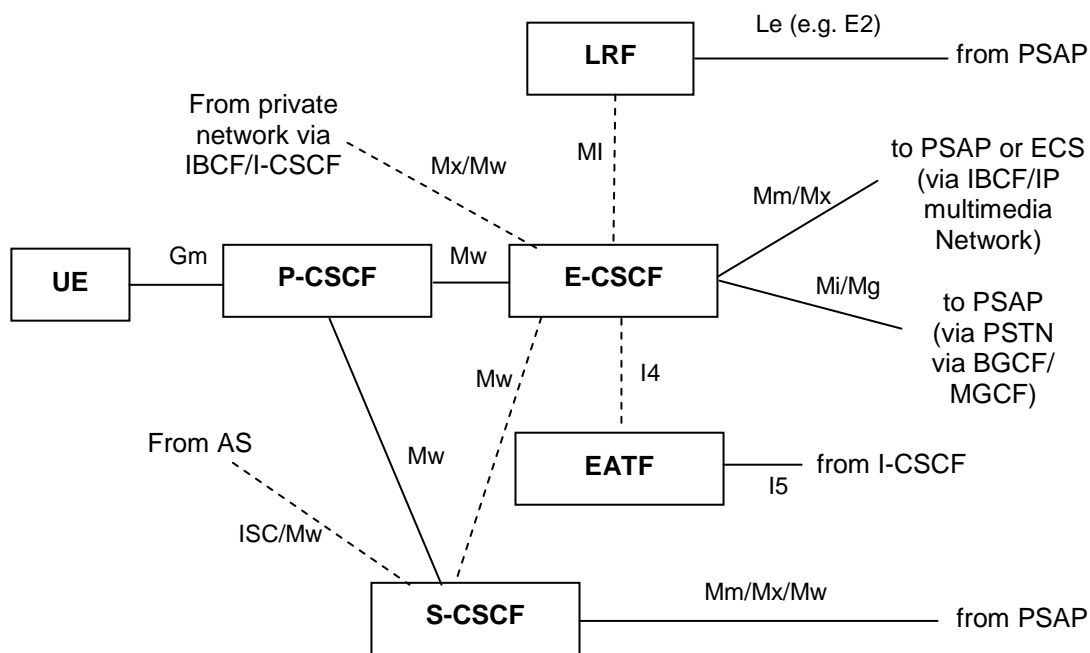 Le (e.g. E2)
LRF
from PSAP
From private
network via
IBCF/I-CSCF
Mx/Mw
Ml
to PSAP or ECS
(via IBCF/IP
multimedia
Network)
Mm/Mx
UE
Gm
P-CSCF
Mw
E-CSCF
Mi/Mg
to PSAP
(via PSTN
via BGCF/
MGCF)
Mw
I4
From AS
Mw
EATF
from I-CSCF
I5
ISC/Mw
S-CSCF
Mm/Mx/Mw
from PSAP